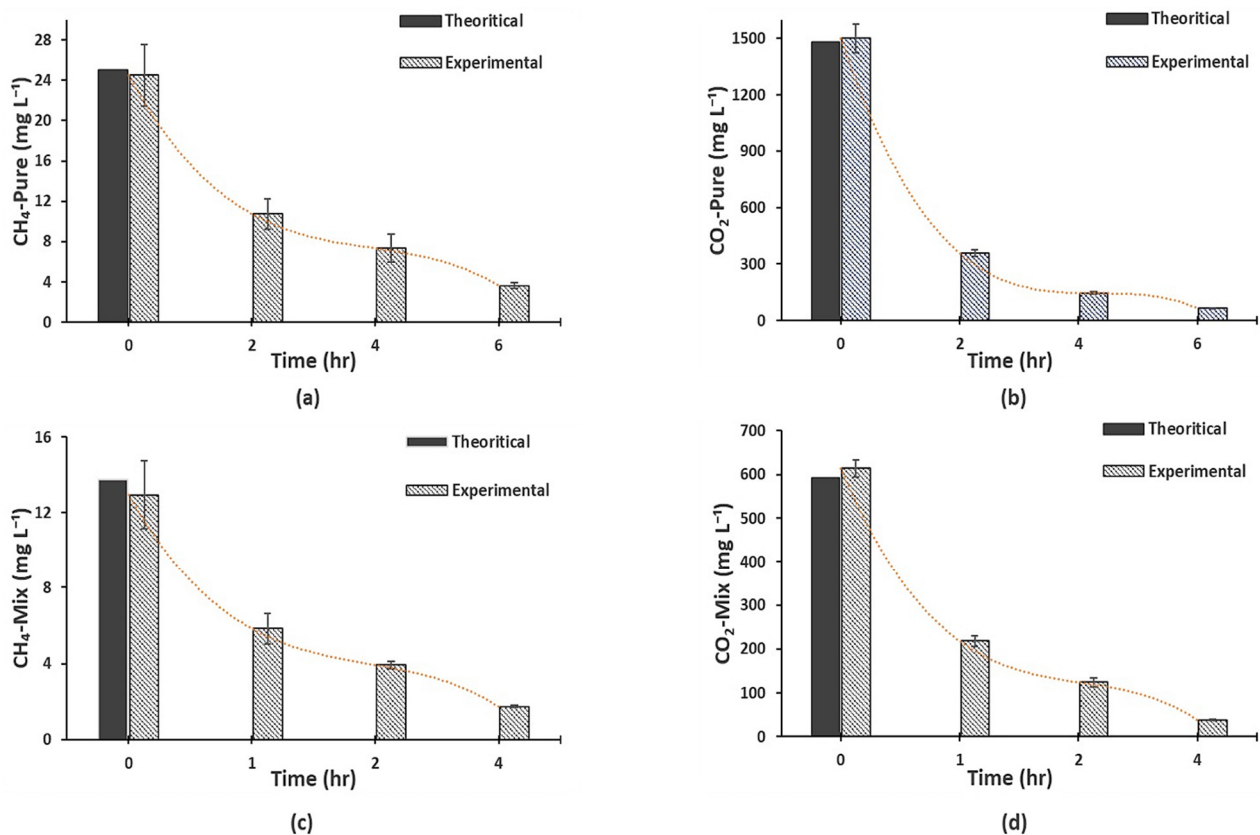 Theoritical
Experimental
CH₄-Pure (mg L⁻¹)
28
24
20
16
12
8
4
0
0 2 4 6
Time (hr)
(a)
Theoritical
Experimental
CO₂-Pure (mg L⁻¹)
1500
1200
900
600
300
0
0 2 4 6
Time (hr)
(b)
Theoritical
Experimental
CH₄-Mix (mg L⁻¹)
16
12
8
4
0
0 1 2 4
Time (hr)
(c)
Theoritical
Experimental
CO₂-Mix (mg L⁻¹)
700
600
500
400
300
200
100
0
0 1 2 4
Time (hr)
(d)